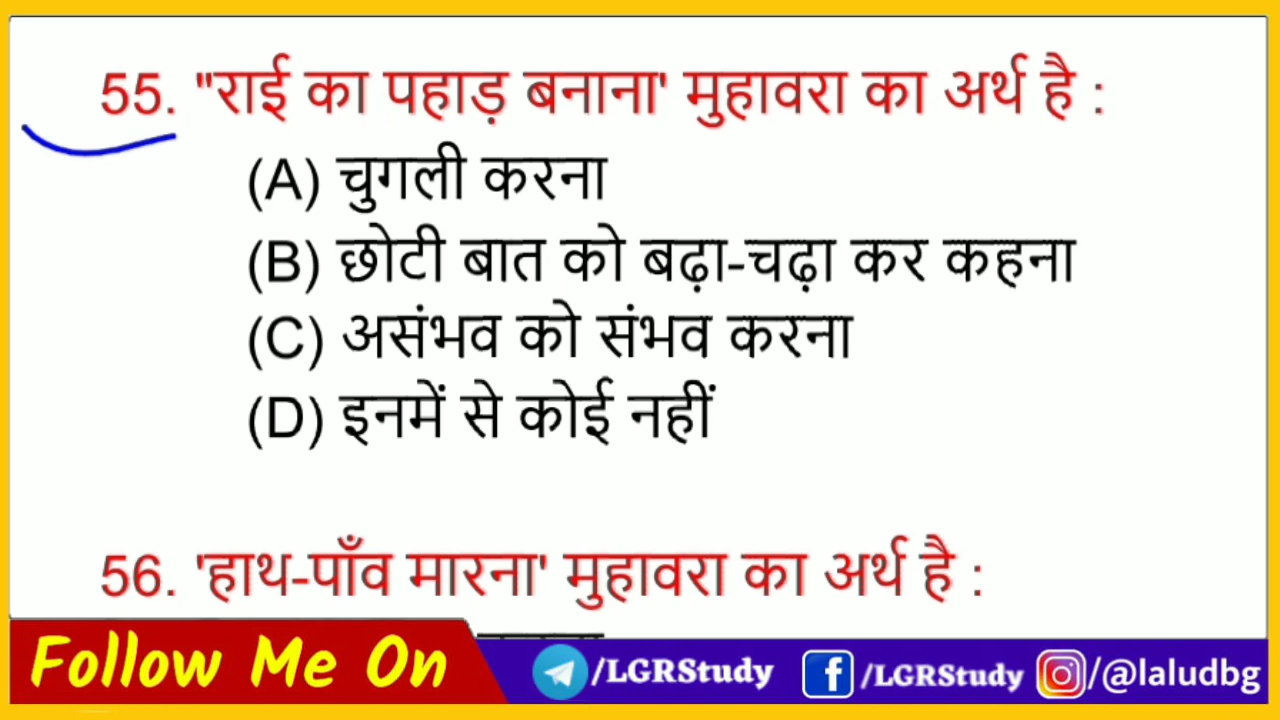 55. "राई का पहाड़ बनाना' मुहावरा का अर्थ है :
(A) चुगली करना
(B) छोटी बात को बढ़ा-चढ़ा कर कहना
(C) असंभव को संभव करना
(D) इनमें से कोई नहीं
56. 'हाथ-पाँव मारना' मुहावरा का अर्थ है :
Follow Me On /LGRStudy /LGRStudy /@laludbg